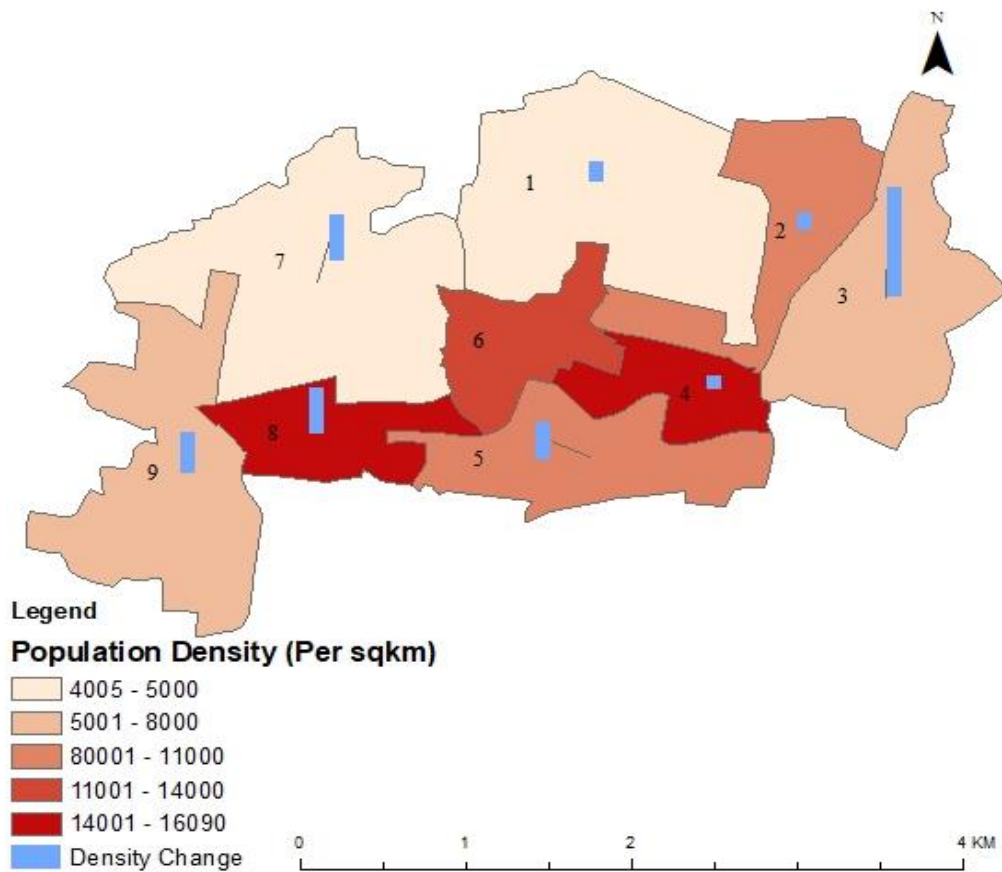 N
1
2
7
3
6
4
8
5
9
Legend
Population Density (Per sqkm)
4005 - 5000
5001 - 8000
80001 - 11000
11001 - 14000
14001 - 16090
Density Change
0 1 2 4 KM